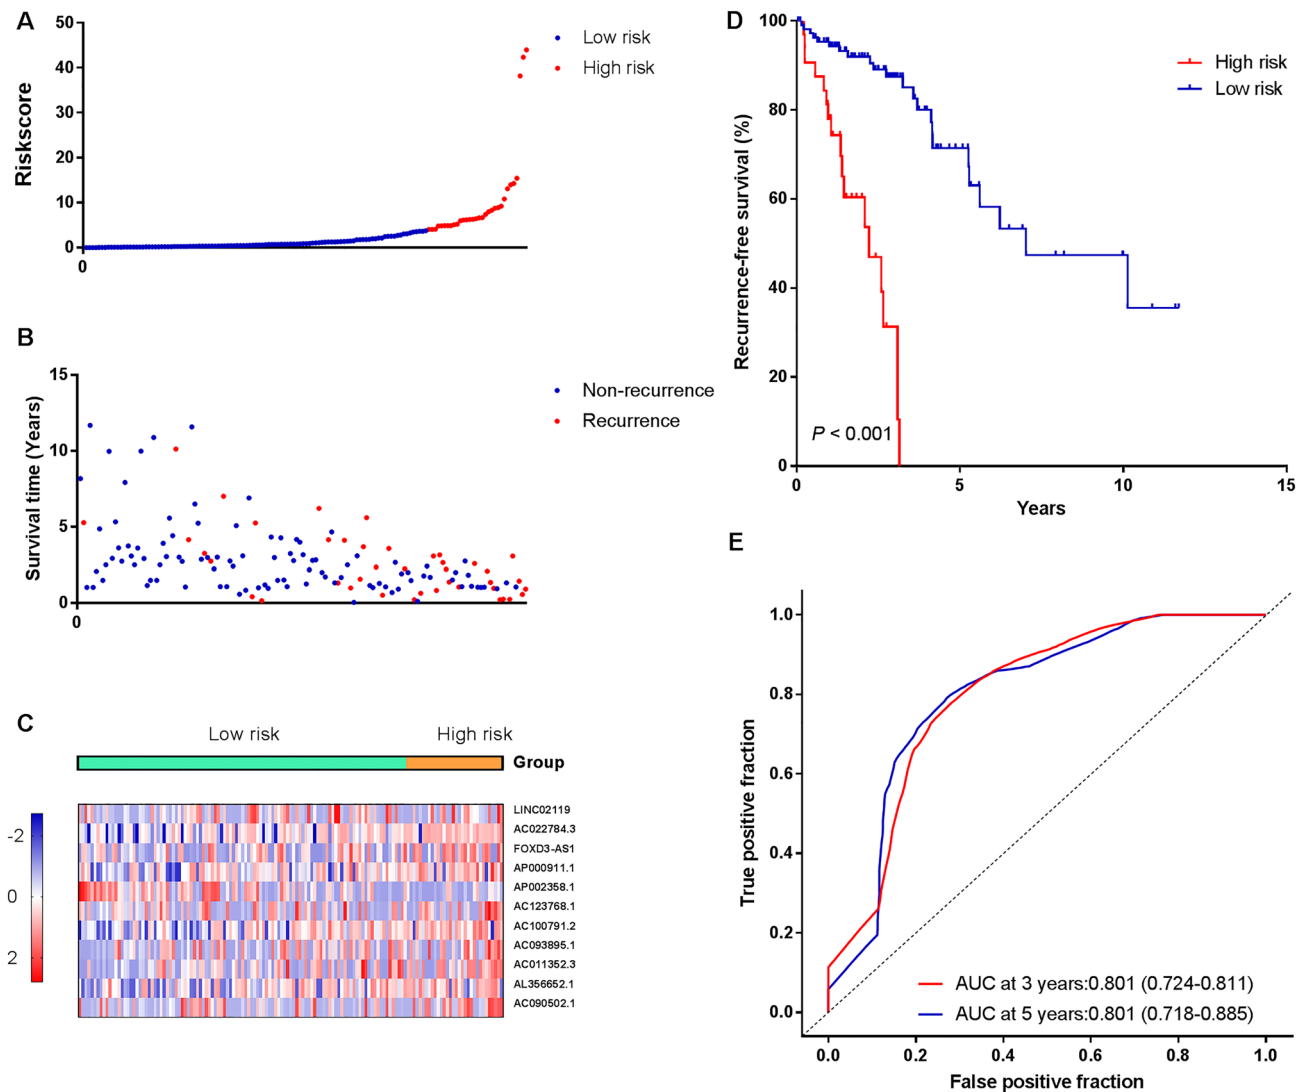 A
50
40
30
20
10
0
0
Riskscore
Low risk
High risk
B
15
10
5
0
0
Survival time (Years)
Non-recurrence
Recurrence
C
Low risk
High risk
Group
-2
0
2
LINC02119
AC022784.3
FOXD3-AS1
AP000911.1
AP002358.1
AC123768.1
AC100791.2
AC093895.1
AC011352.3
AL356652.1
AC090502.1
D
100
80
60
40
20
0
Recurrence-free survival (%)
High risk
Low risk
P < 0.001
0
5
10
15
Years
E
1.0
0.8
0.6
0.4
0.2
0.0
True positive fraction
AUC at 3 years:0.801 (0.724-0.811)
AUC at 5 years:0.801 (0.718-0.885)
0.0
0.2
0.4
0.6
0.8
1.0
False positive fraction